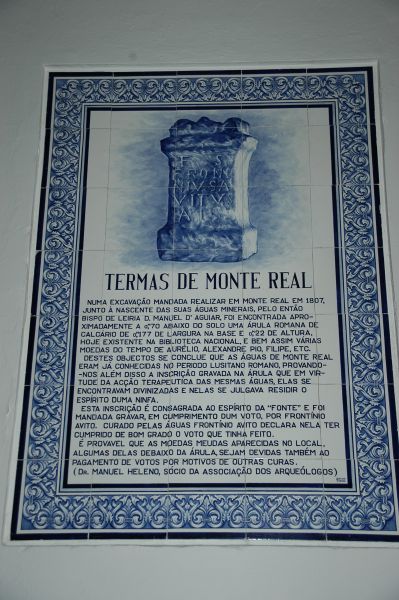 F S
FRONI
NIVS A
VITVS
A L
TERMAS DE MONTE REAL
NUMA EXCAVAÇÃO MANDADA REALIZAR EM MONTE REAL EM 1807,
JUNTO À NASCENTE DAS SUAS ÁGUAS MINERAIS, PELO ENTÃO
BISPO DE LEIRIA D. MANUEL D'AGUIAR, FOI ENCONTRADA APRO-
XIMADAMENTE A 0,70 ABAIXO DO SOLO UMA ÁRULA ROMANA DE
CALCÁRIO DE 0,177 DE LARGURA NA BASE E 0,22 DE ALTURA,
HOJE EXISTENTE NA BIBLIOTECA NACIONAL, E BEM ASSIM VÁRIAS
MOEDAS DO TEMPO DE AURÉLIO, ALEXANDRE PIO, FILIPE, ETC.
DESTES OBJECTOS SE CONCLUE QUE AS ÁGUAS DE MONTE REAL
ERAM JÁ CONHECIDAS NO PERIODO LUSITANO ROMANO, PROVANDO-
-NOS ALÉM DISSO A INSCRIÇÃO GRAVADA NA ÁRULA QUE EM VIR-
TUDE DA ACÇÃO TERAPEUTICA DAS MESMAS ÁGUAS, ELAS SE
ENCONTRAVAM DIVINIZADAS E NELAS SE JULGAVA RESIDIR O
ESPÍRITO DUMA NINFA.
ESTA INSCRIÇÃO É CONSAGRADA AO ESPÍRITO DA "FONTE" E FOI
MANDADA GRAVAR, EM CUMPRIMENTO DUM VOTO, POR FRONTÍNIO
AVITO. CURADO PELAS ÁGUAS FRONTÍNIO AVITO DECLARA NELA TER
CUMPRIDO DE BOM GRADO O VOTO QUE TINHA FEITO.
É PROVAVEL QUE AS MOEDAS MEUDAS APARECIDAS NO LOCAL,
ALGUMAS DELAS DEBAIXO DA ÁRULA, SEJAM DEVIDAS TAMBÉM AO
PAGAMENTO DE VOTOS POR MOTIVOS DE OUTRAS CURAS.
(DR. MANUEL HELENO, SÓCIO DA ASSOCIAÇÃO DOS ARQUEÓLOGOS)